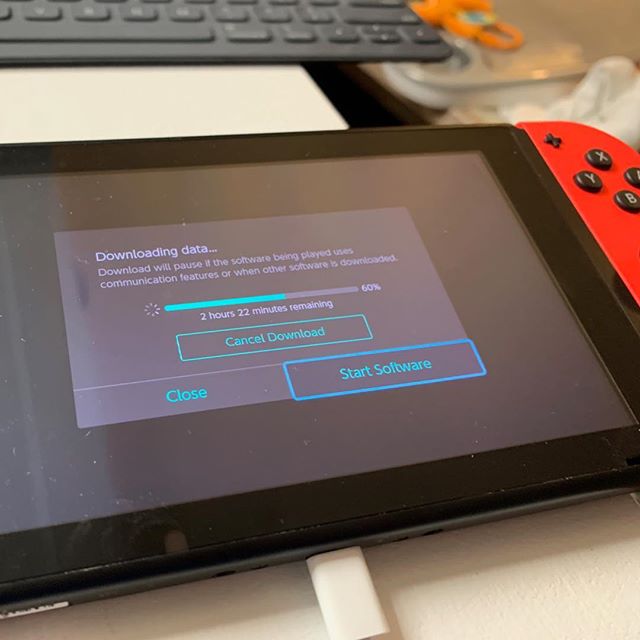 Downloading data...
Download will pause if the software being played uses
communication features or when other software is downloaded.
60%
2 hours 22 minutes remaining
Cancel Download
Close
Start Software
X
Y
A
B